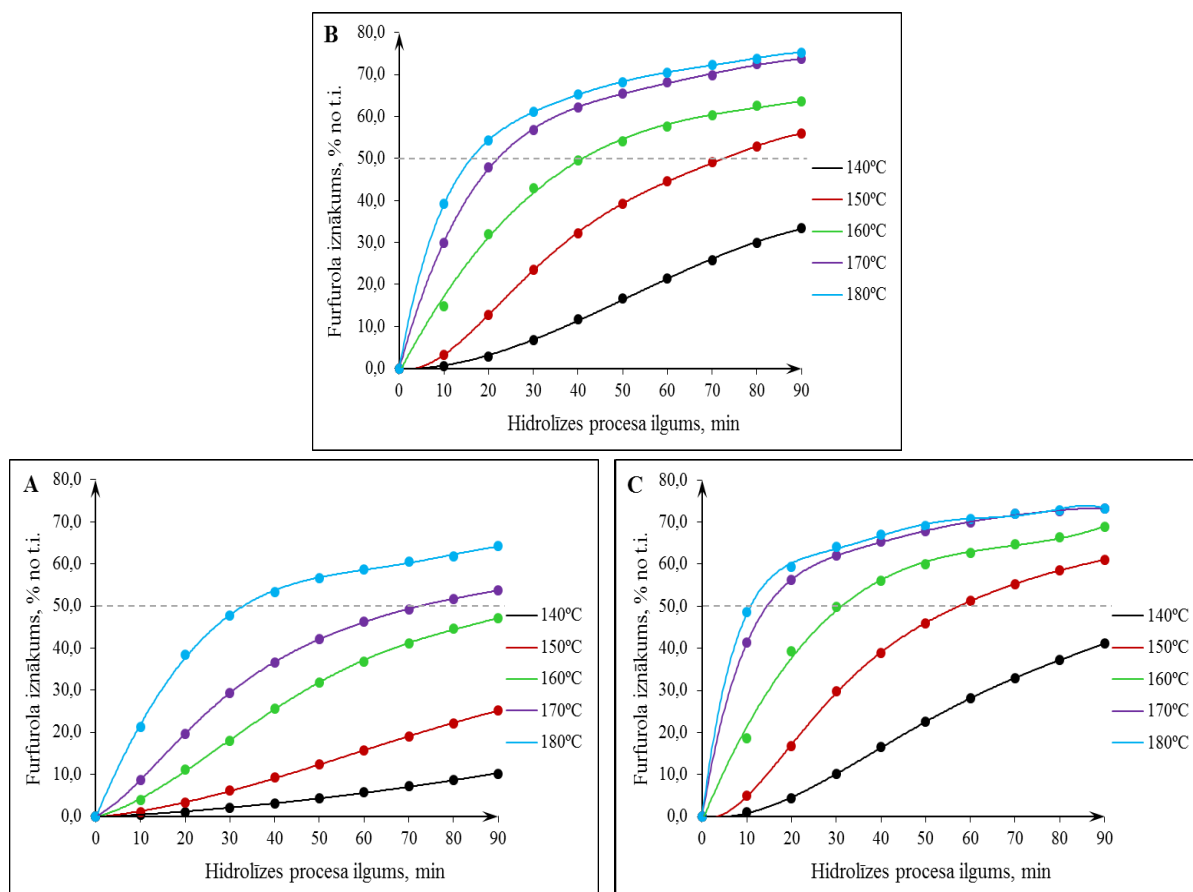 B
Furfurola iznākums, % no t.i.
80,0
70,0
60,0
50,0
40,0
30,0
20,0
10,0
0,0
0 10 20 30 40 50 60 70 80 90
Hidrolīzes procesa ilgums, min
140ºC
150ºC
160ºC
170ºC
180ºC
A
Furfurola iznākums, % no t.i.
80,0
70,0
60,0
50,0
40,0
30,0
20,0
10,0
0,0
0 10 20 30 40 50 60 70 80 90
Hidrolīzes procesa ilgums, min
140ºC
150ºC
160ºC
170ºC
180ºC
C
Furfurola iznākums, % no t.i.
80,0
70,0
60,0
50,0
40,0
30,0
20,0
10,0
0,0
0 10 20 30 40 50 60 70 80 90
Hidrolīzes procesa ilgums, min
140ºC
150ºC
160ºC
170ºC
180ºC